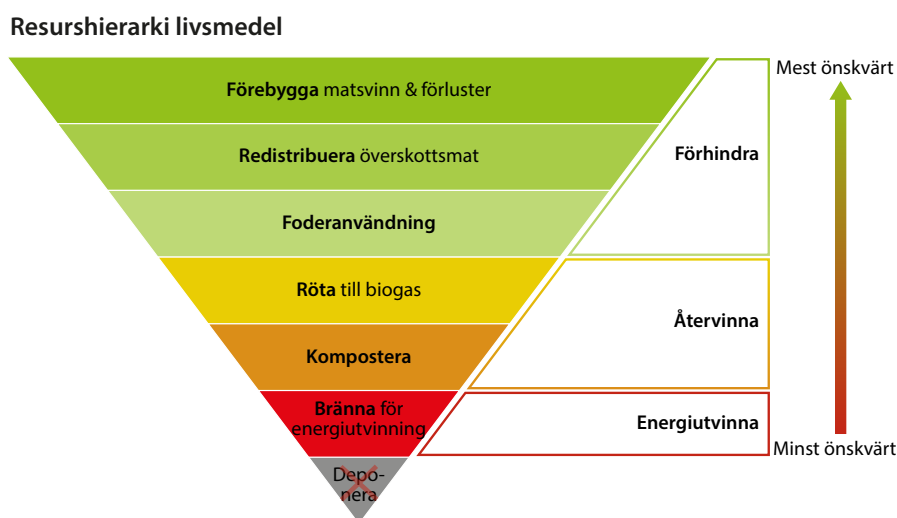 Resurshierarki livsmedel
Mest önskvärt
Förebygga matsvinn & förluster
Redistribuera överskottsmat
Förhindra
Foderanvändning
Röta till biogas
Återvinna
Kompostera
Bränna för
energiutvinning
Energiutvinna
Minst önskvärt
Depo-
nera